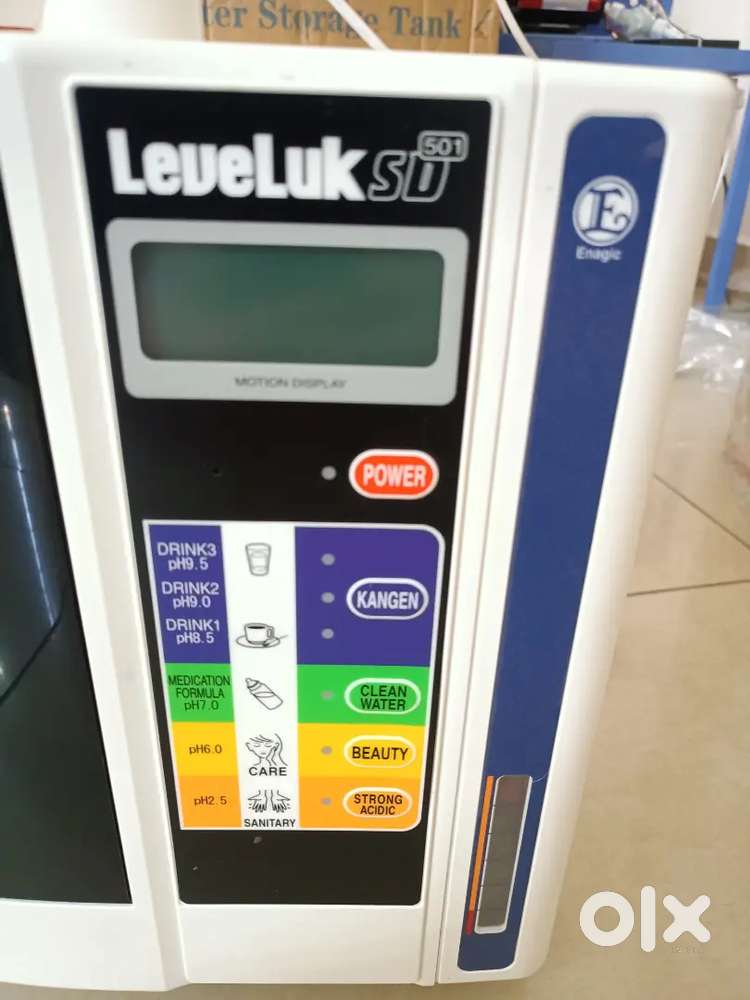 ter Storage Tank
LeveLuk SD 501
E
Enagic
MOTION DISPLAY
POWER
DRINK3
pH9.5
DRINK2
pH9.0
KANGEN
DRINK1
pH8.5
MEDICATION
FORMULA
pH7.0
CLEAN
WATER
pH6.0
CARE
BEAUTY
pH2.5
SANITARY
STRONG
ACIDIC
olx